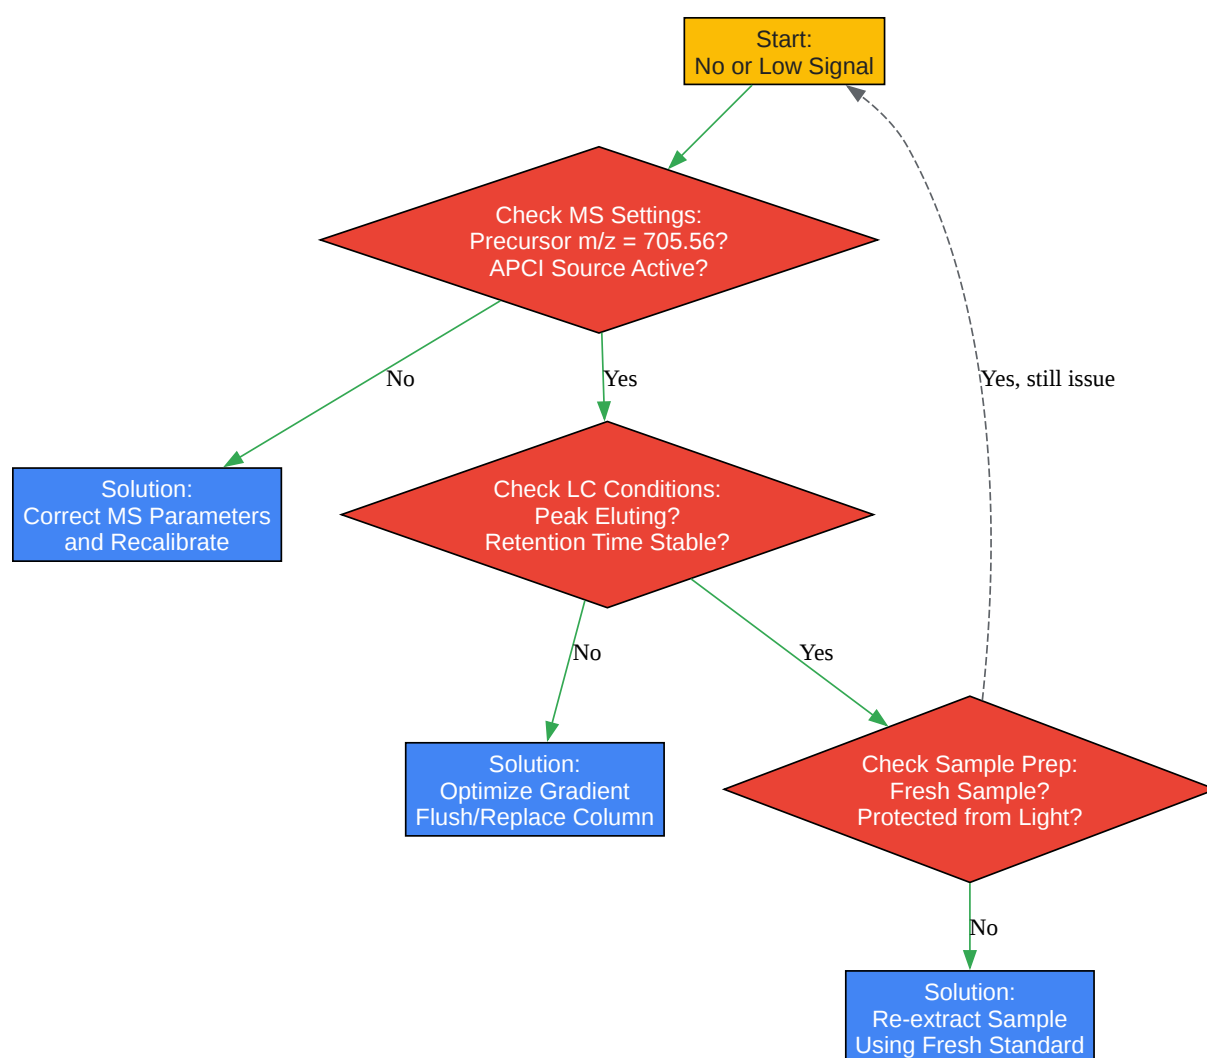 Start:
No or Low Signal
Check MS Settings:
Precursor m/z = 705.56?
APCI Source Active?
No
Yes
Yes, still issue
Solution:
Correct MS Parameters
and Recalibrate
Check LC Conditions:
Peak Eluting?
Retention Time Stable?
No
Yes
Solution:
Optimize Gradient
Flush/Replace Column
Check Sample Prep:
Fresh Sample?
Protected from Light?
No
Solution:
Re-extract Sample
Using Fresh Standard